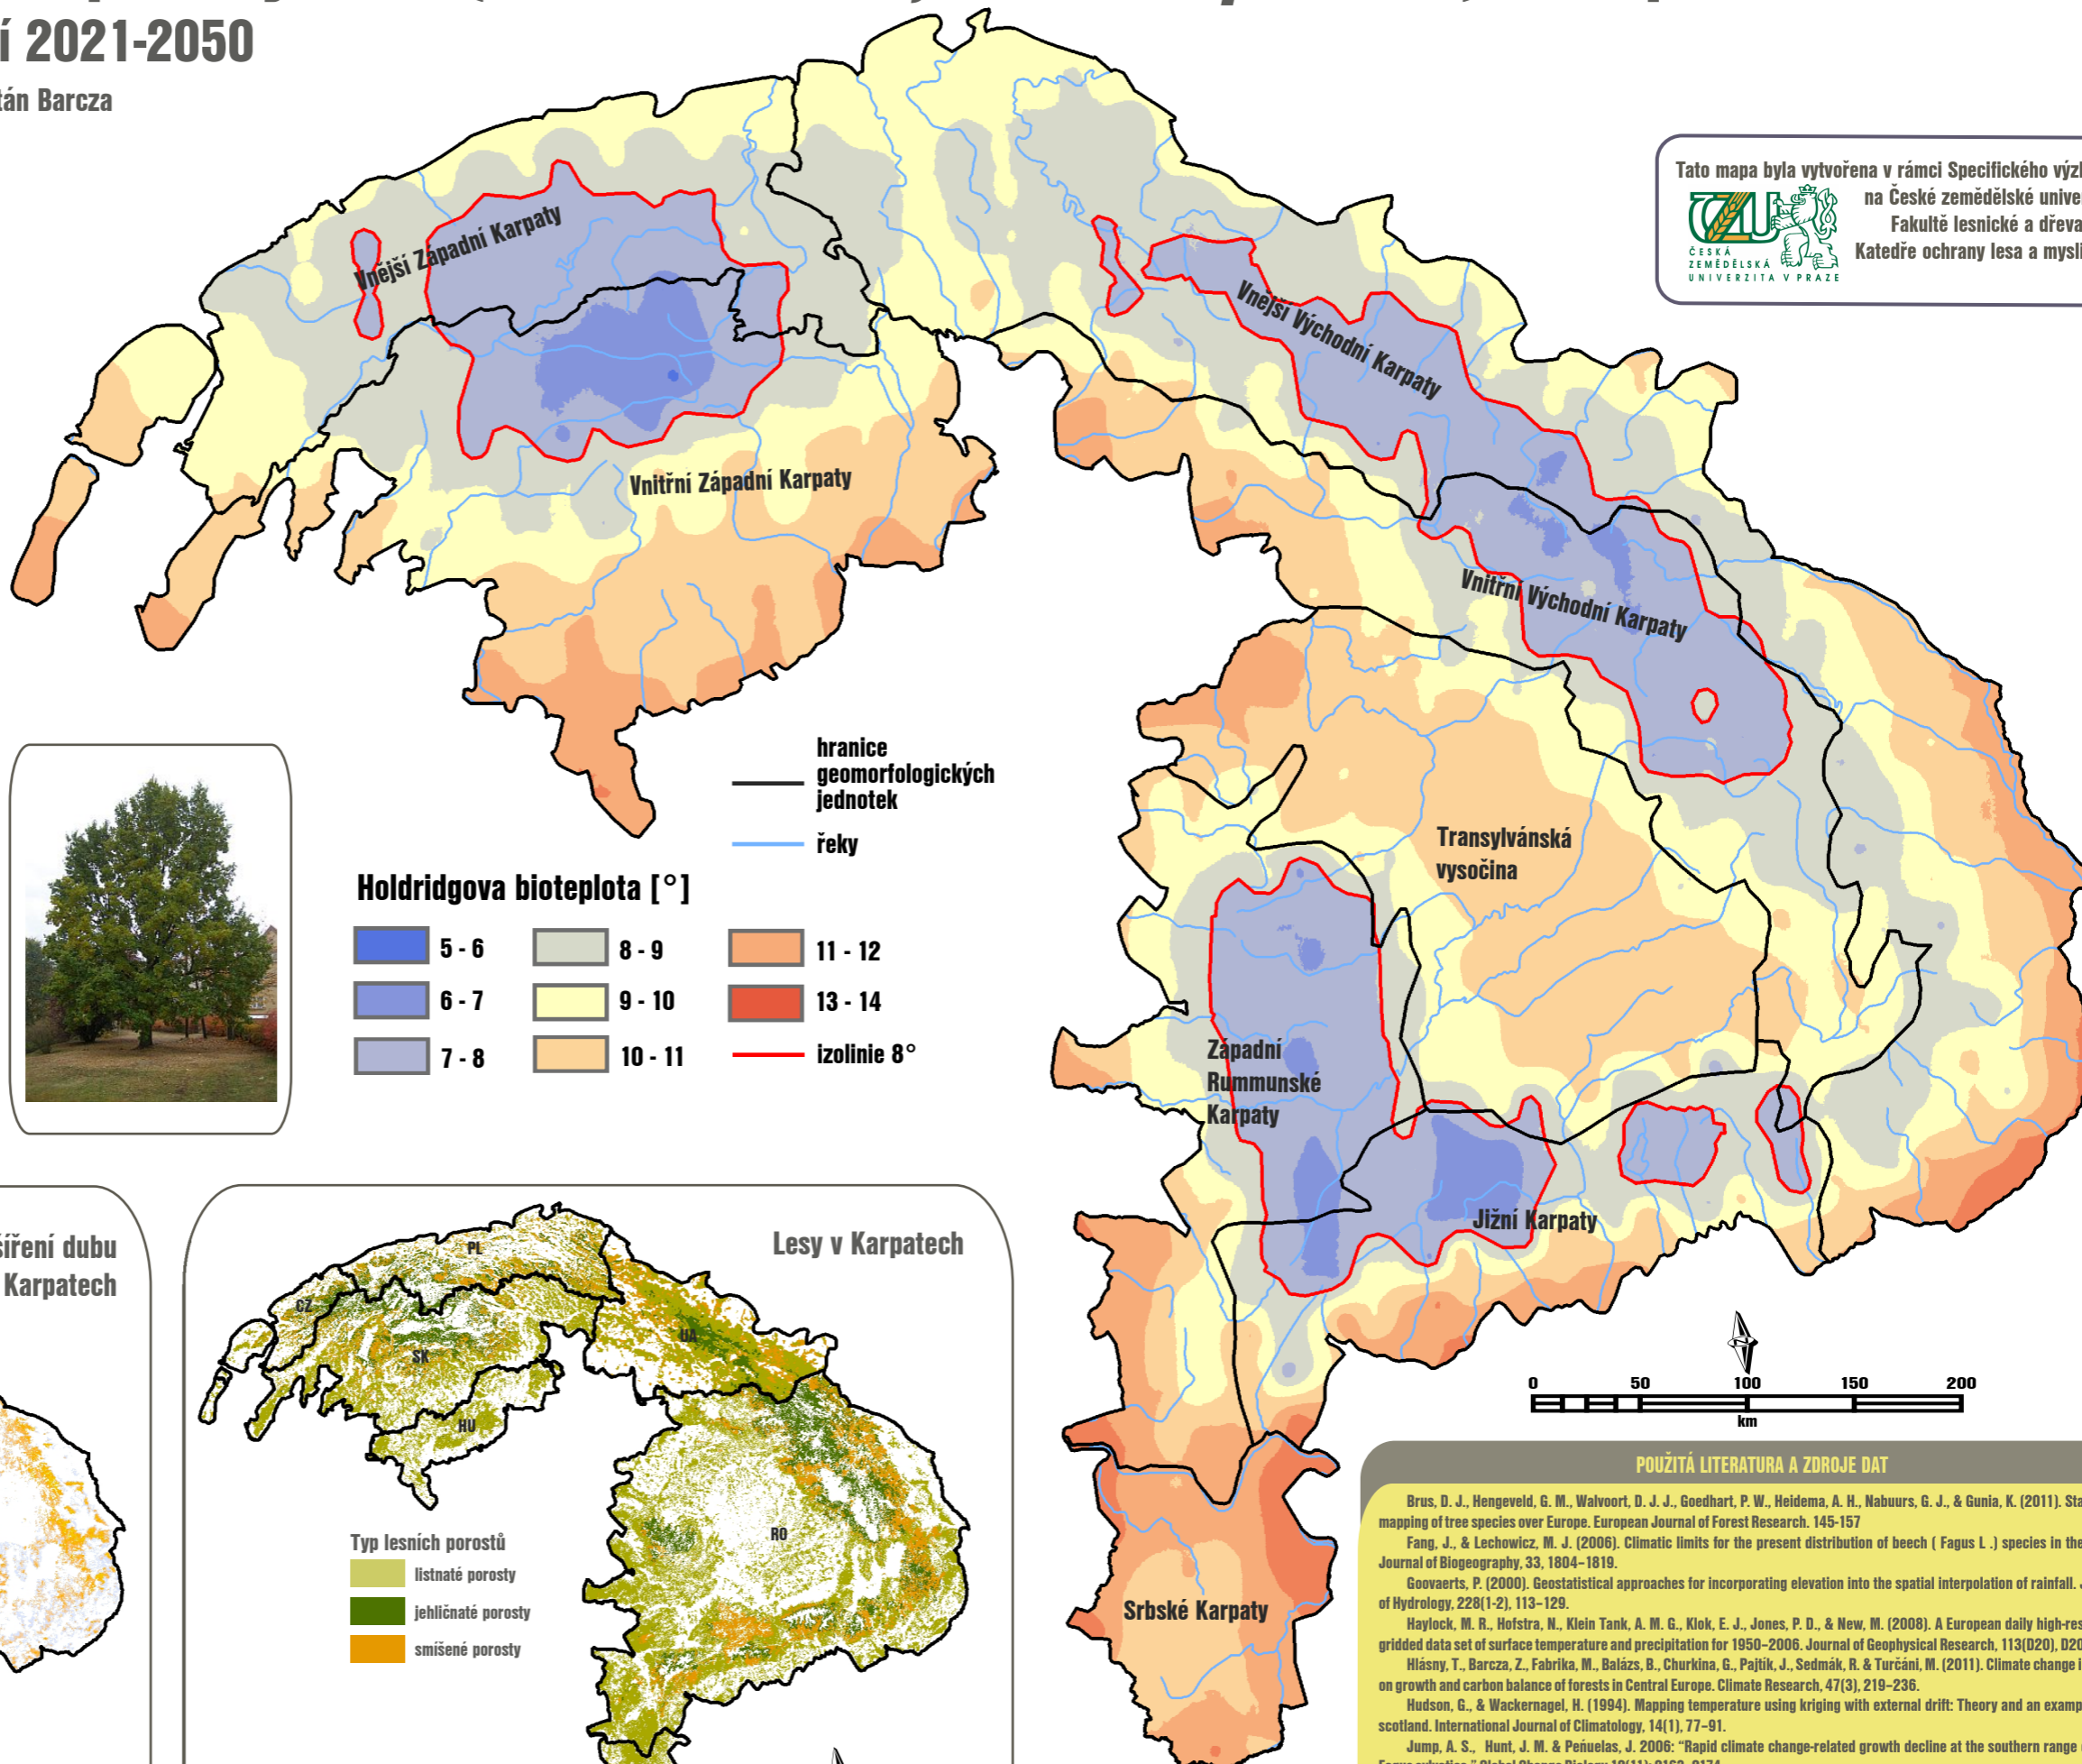 í 2021-2050
tán Barcza
Tato mapa byla vytvořena v rámci Specifického výz
na České zemědělské univer
Fakultě lesnické a dřeva
Katedře ochrany lesa a mysli
ČZU
ČESKÁ
ZEMĚDĚLSKÁ
UNIVERZITA V PRAZE
Vnější Západní Karpaty
Vnější Východní Karpaty
Vnitřní Západní Karpaty
Vnitřní Východní Karpaty
Transylvánská
vysočina
Západní
Rummunské
Karpaty
Jižní Karpaty
Srbské Karpaty
hranice
geomorfologických
jednotek
řeky
Holdridgova bioteplota [°]
5 - 6
8 - 9
11 - 12
6 - 7
9 - 10
13 - 14
7 - 8
10 - 11
izolinie 8°
šíření dubu
Karpatech
Lesy v Karpatech
PL
CZ
UA
SK
HU
RO
Typ lesních porostů
listnaté porosty
jehličnaté porosty
smíšené porosty
0 50 100 150 200
km
POUŽITÁ LITERATURA A ZDROJE DAT
Brus, D. J., Hengeveld, G. M., Walvoort, D. J. J., Goedhart, P. W., Heidema, A. H., Nabuurs, G. J., & Gunia, K. (2011). Sta
mapping of tree species over Europe. European Journal of Forest Research. 145-157
Fang, J., & Lechowicz, M. J. (2006). Climatic limits for the present distribution of beech ( Fagus L .) species in the
Journal of Biogeography, 33, 1804–1819.
Goovaerts, P. (2000). Geostatistical approaches for incorporating elevation into the spatial interpolation of rainfall.
of Hydrology, 228(1-2), 113–129.
Haylock, M. R., Hofstra, N., Klein Tank, A. M. G., Klok, E. J., Jones, P. D., & New, M. (2008). A European daily high-res
gridded data set of surface temperature and precipitation for 1950–2006. Journal of Geophysical Research, 113(D20), D20
Hlásny, T., Barcza, Z., Fabrika, M., Balázs, B., Churkina, G., Pajtík, J., Sedmák, R. & Turčáni, M. (2011). Climate change i
on growth and carbon balance of forests in Central Europe. Climate Research, 47(3), 219–236.
Hudson, G., & Wackernagel, H. (1994). Mapping temperature using kriging with external drift: Theory and an examp
scotland. International Journal of Climatology, 14(1), 77–91.
Jump, A. S., Hunt, J. M. & Peńuelas, J. 2006: “Rapid climate change-related growth decline at the southern range